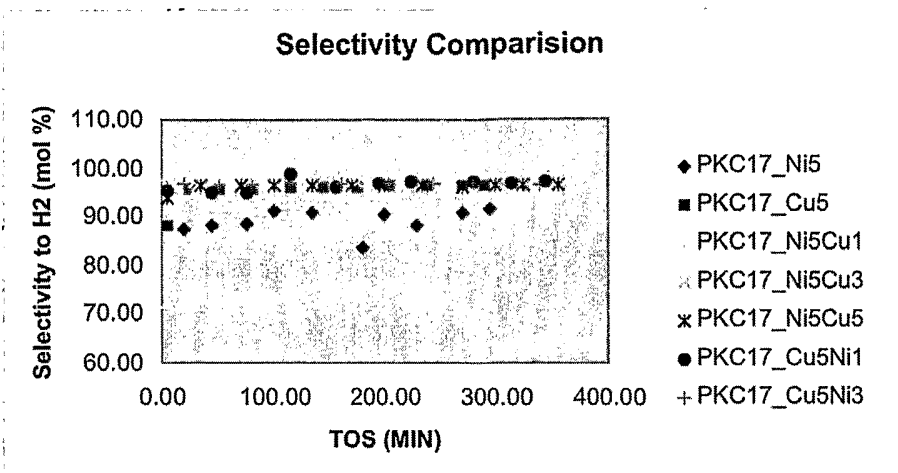 Selectivity Comparision
Selectivity to H2 (mol %)
110.00
100.00
90.00
80.00
70.00
60.00
0.00 100.00 200.00 300.00 400.00
TOS (MIN)
PKC17_Ni5
PKC17_Cu5
PKC17_Ni5Cu1
PKC17_Ni5Cu3
PKC17_Ni5Cu5
PKC17_Cu5Ni1
PKC17_Cu5Ni3